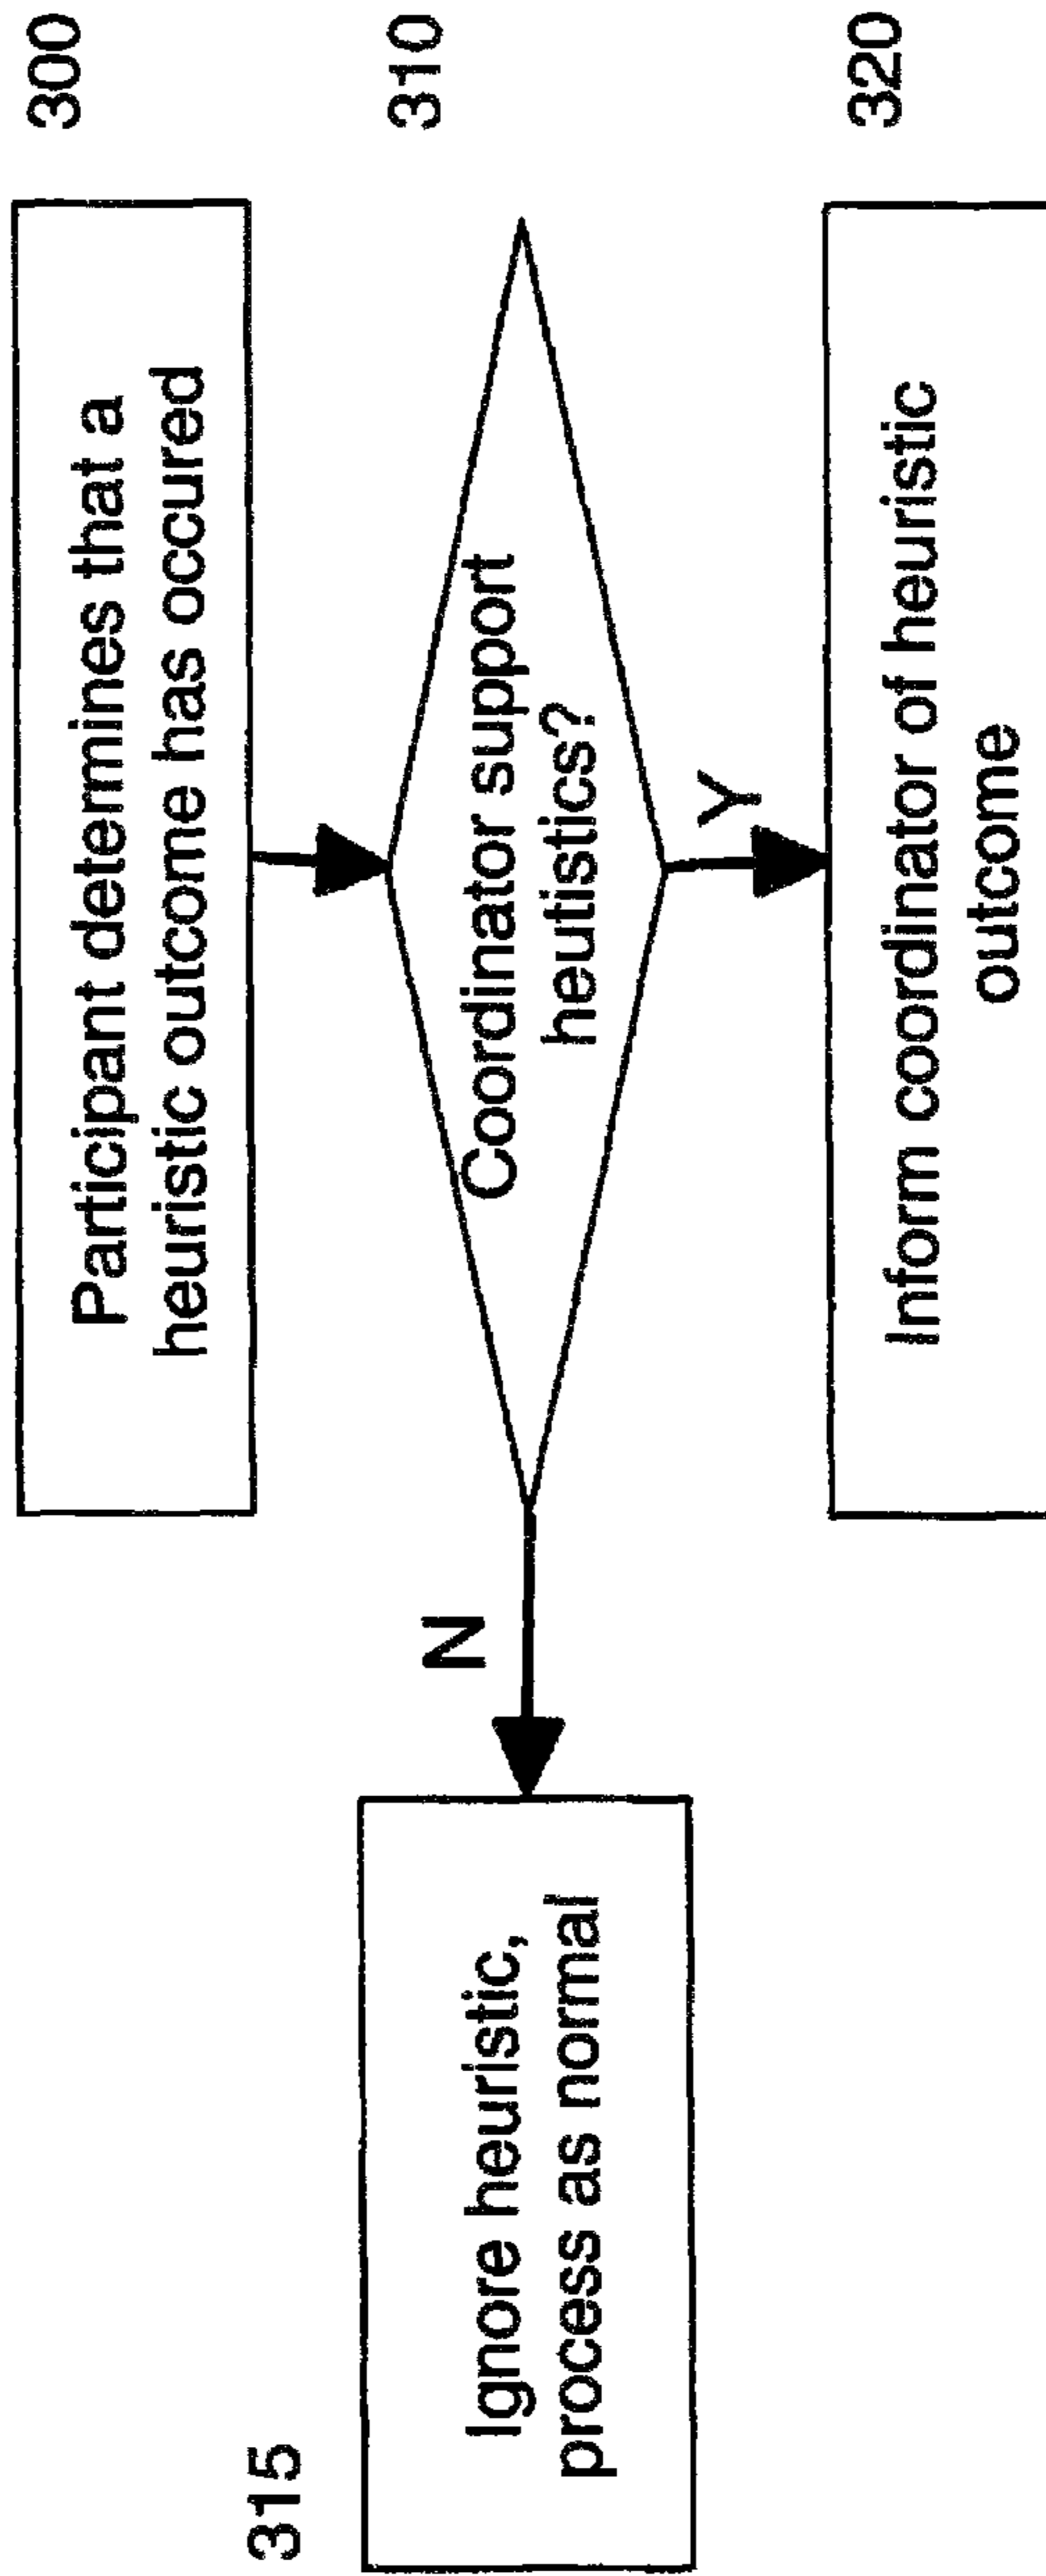 300
Participant determines that a
heuristic outcome has occured
310
Coordinator support
heutistics?
N
Y
315
Ignore heuristic,
process as normal
320
Inform coordinator of heuristic
outcome